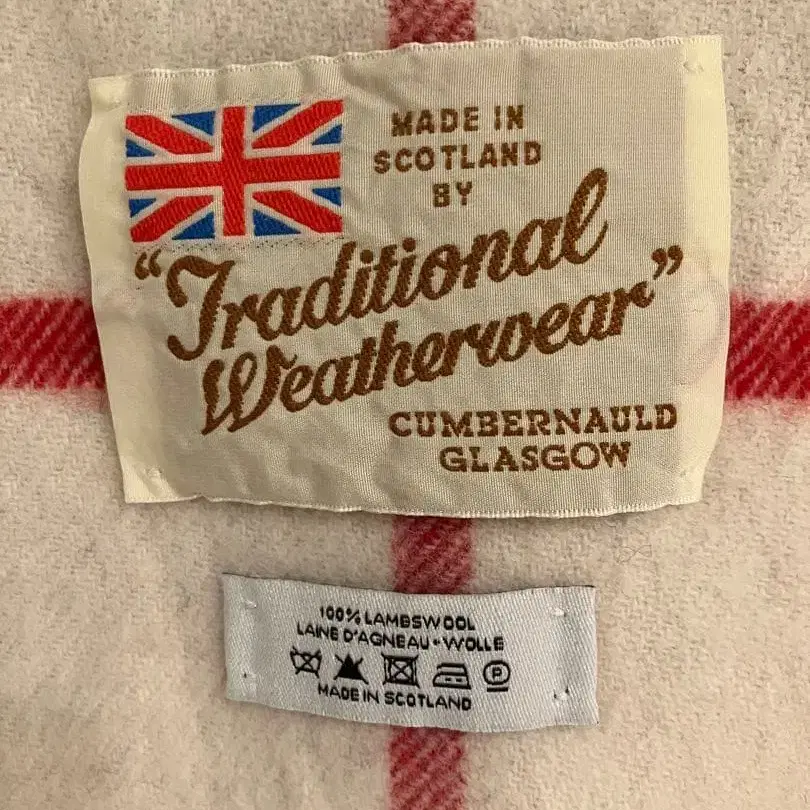 MADE IN
SCOTLAND
BY
"Traditional
Weatherwear"
CUMBERNAULD
GLASGOW
100% LAMBSWOOL
LAINE D'AGNEAU-WOLLE
P
MADE IN SCOTLAND